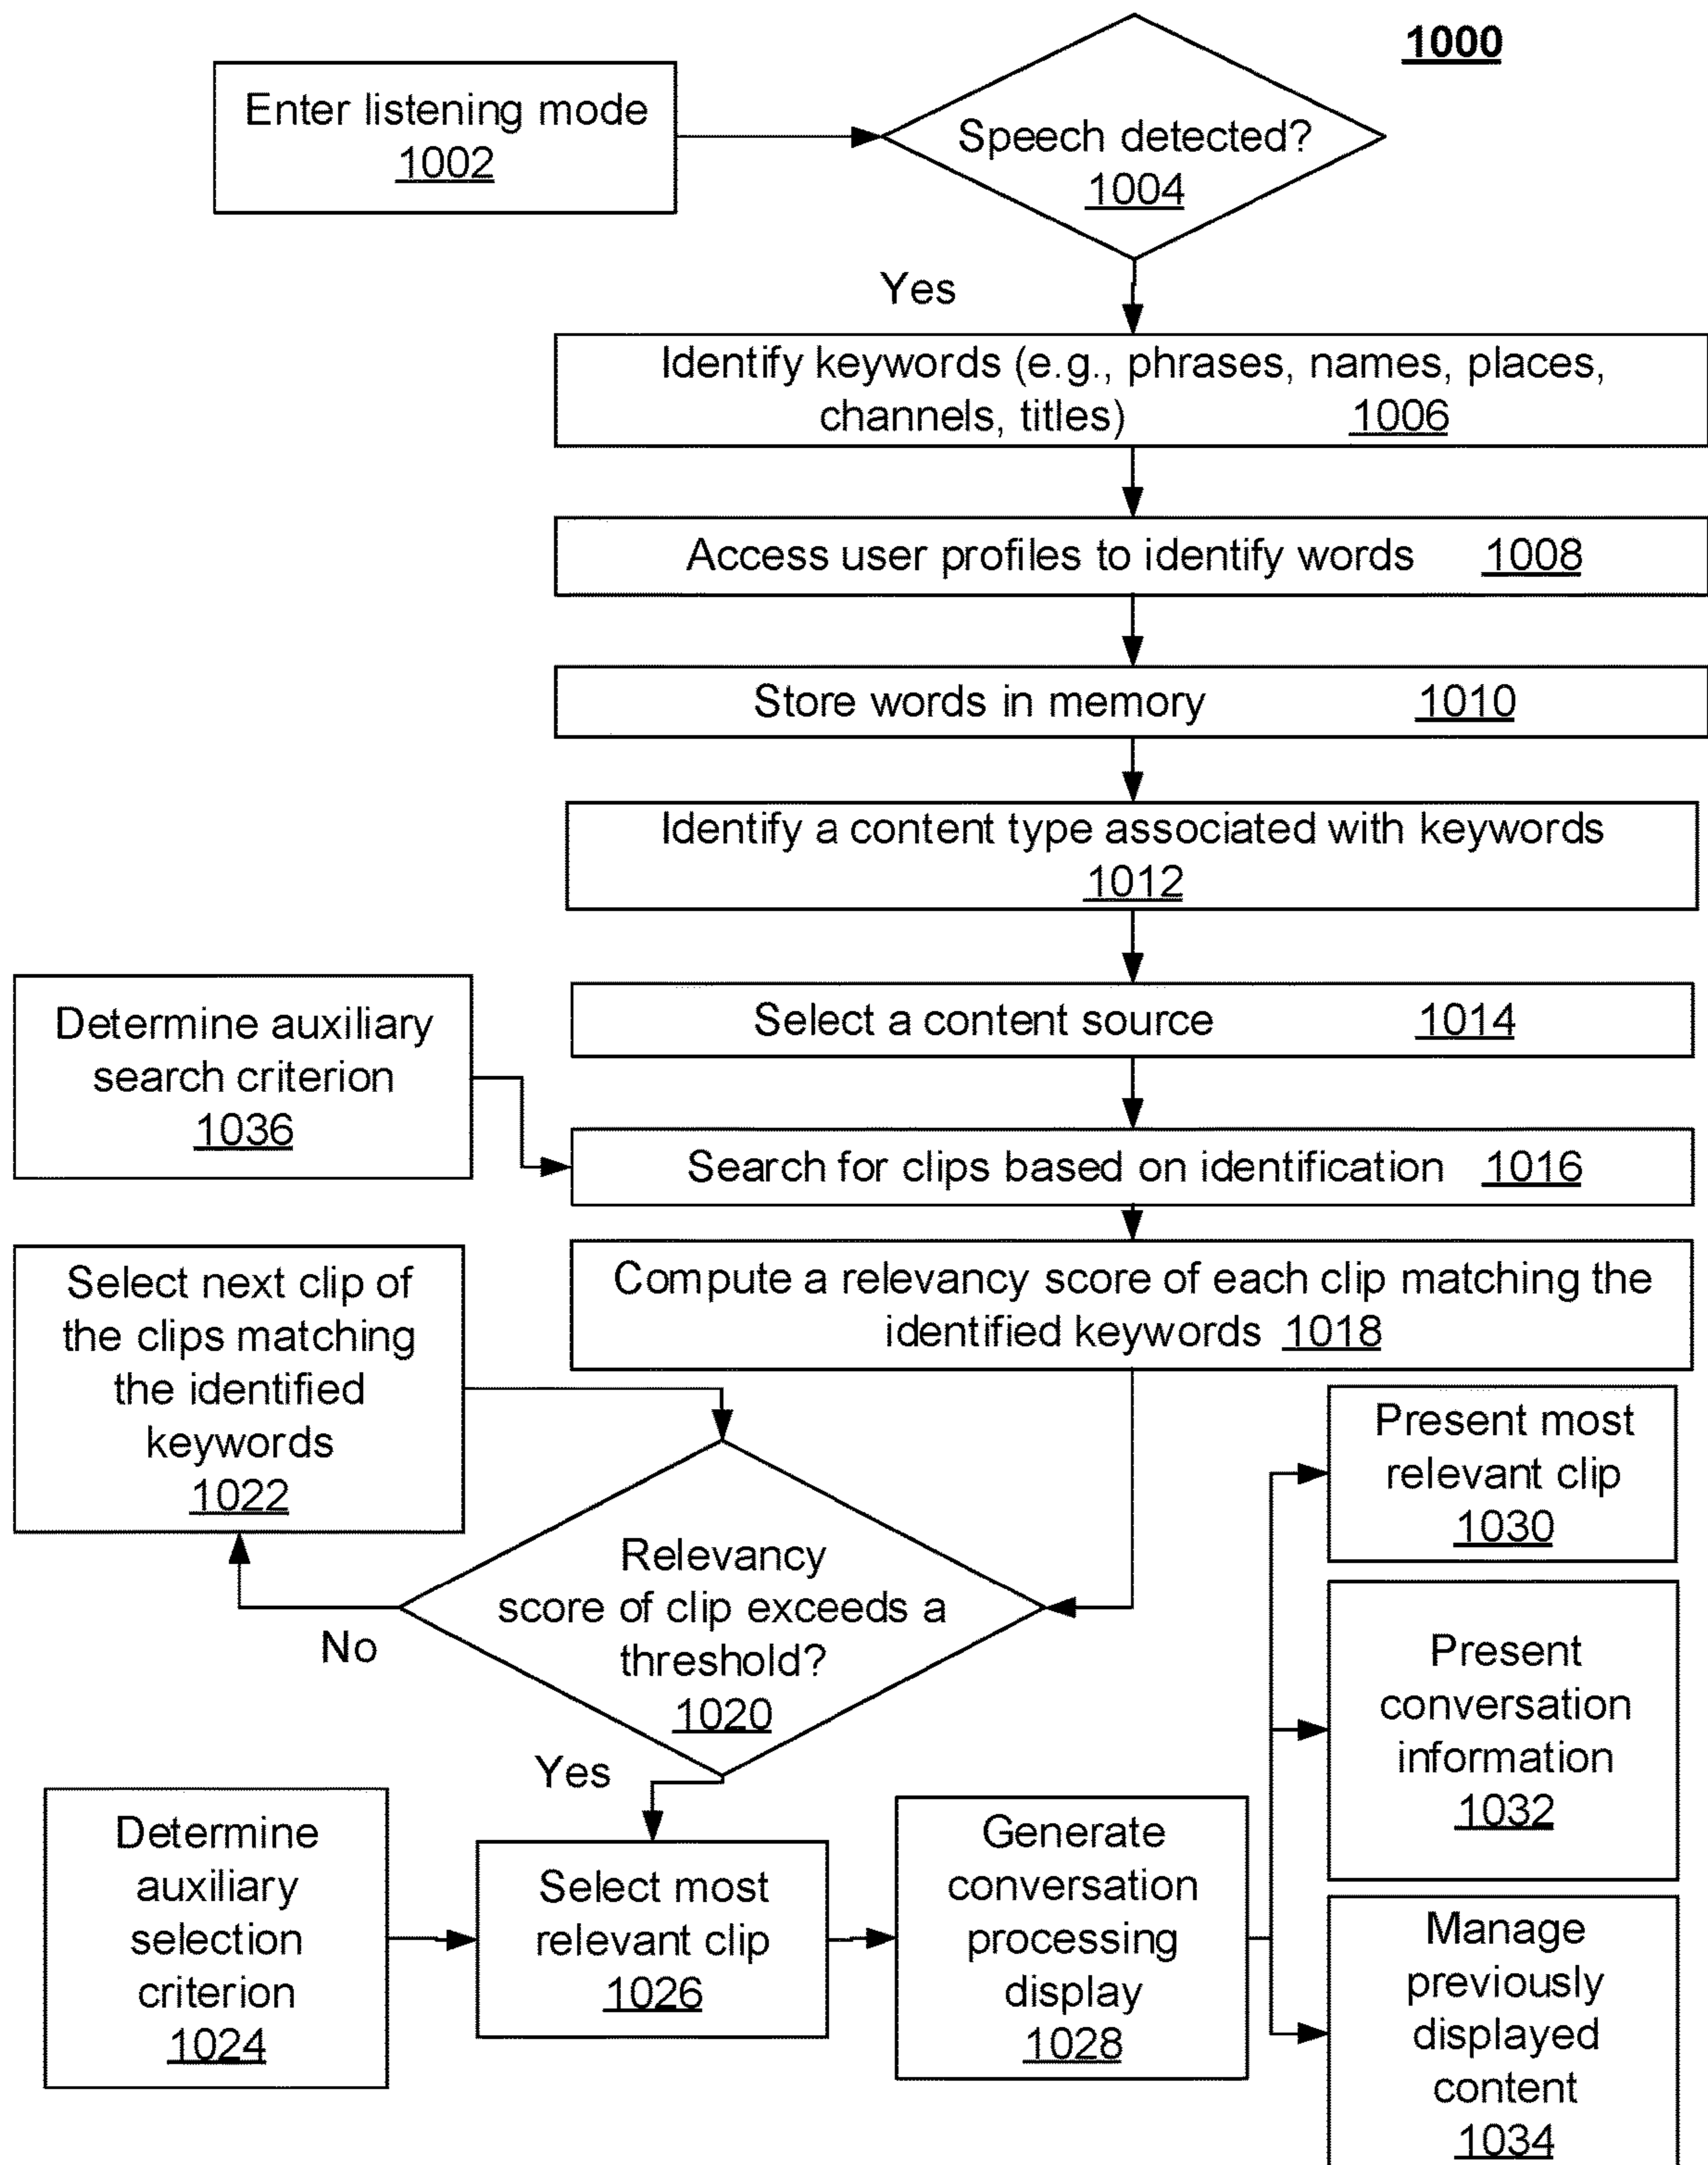 1000
Enter listening mode
1002
Speech detected?
1004
Yes
Identify keywords (e.g., phrases, names, places,
channels, titles) 1006
Access user profiles to identify words 1008
Store words in memory 1010
Identify a content type associated with keywords
1012
Select a content source 1014
Determine auxiliary
search criterion
1036
Search for clips based on identification 1016
Compute a relevancy score of each clip matching the
identified keywords 1018
Select next clip of
the clips matching
the identified
keywords
1022
Relevancy
score of clip exceeds a
threshold?
1020
No
Yes
Determine
auxiliary
selection
criterion
1024
Select most
relevant clip
1026
Generate
conversation
processing
display
1028
Present most
relevant clip
1030
Present
conversation
information
1032
Manage
previously
displayed
content
1034